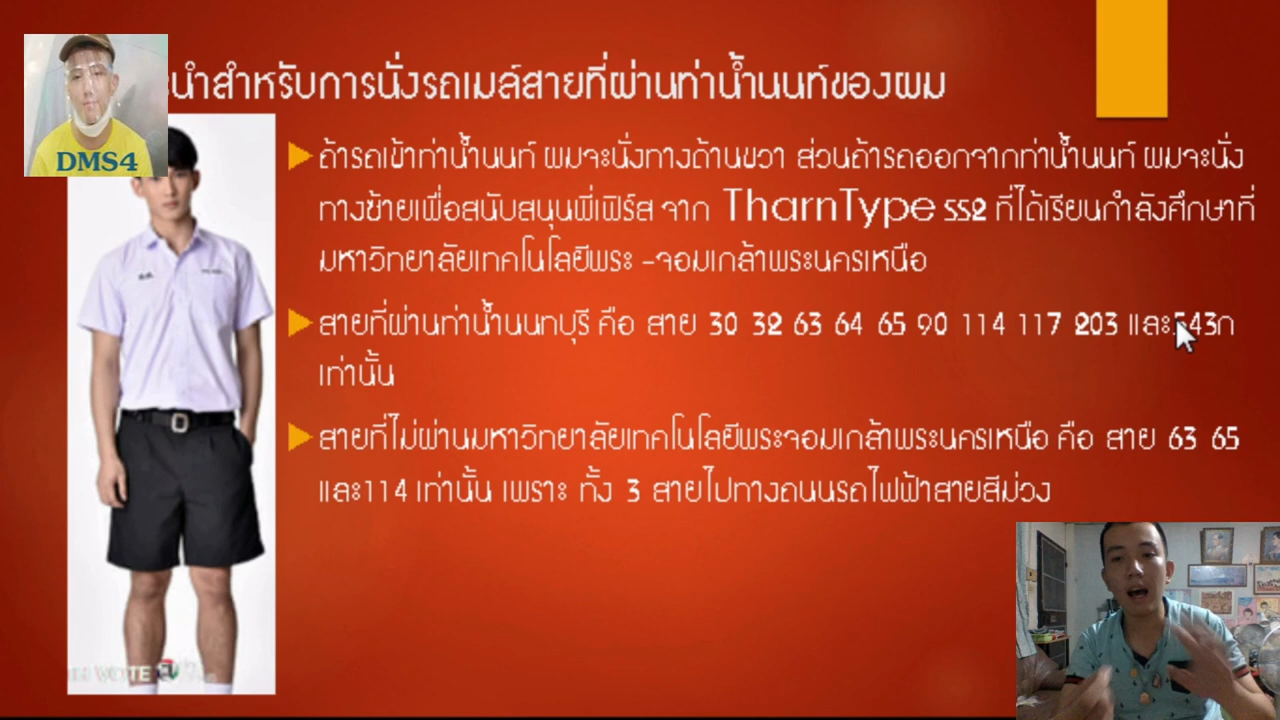 DMS4
นำสำหรับการนั่งรถเมล์สายที่ผ่านท่าน้ำนนท์ของผม
ถ้ารถเข้าท่าน้ำนนท์ ผมจะนั่งทางด้านขวา ส่วนถ้ารถออกจากท่าน้ำนนท์ ผมจะนั่ง
ทางซ้ายเพื่อสนับสนุนพี่เฟิร์ส จาก TharnType SS2 ที่ได้เรียนกำลังศึกษาที่
มหาวิทยาลัยเทคโนโลยีพระ -จอมเกล้าพระนครเหนือ
สายที่ผ่านท่าน้ำนนทบุรี คือ สาย 30 32 63 64 65 90 114 117 203 และ543ก
เท่านั้น
สายที่ไม่ผ่านมหาวิทยาลัยเทคโนโลยีพระจอมเกล้าพระนครเหนือ คือ สาย 63 65
และ114 เท่านั้น เพราะ ทั้ง 3 สายไปทางถนนรถไฟฟ้าสายสีม่วง
VOTE